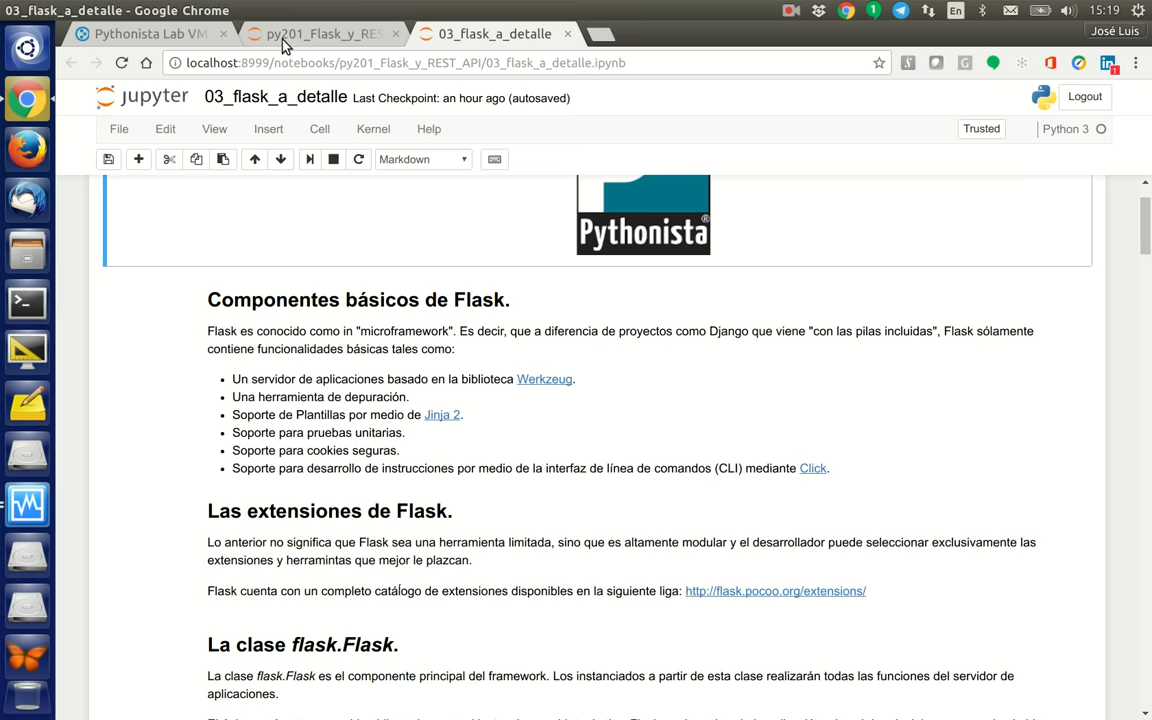 03_flask_a_detalle - Google Chrome
En
15:19
Pythonista Lab VM
py201_Flask_y_RES
03_flask_a_detalle
José Luis
localhost:8999/notebooks/py201_Flask_y_REST_API/03_flask_a_detalle.ipynb
jupyter
03_flask_a_detalle Last Checkpoint: an hour ago (autosaved)
Logout
File Edit View Insert Cell Kernel Help
Trusted
Python 3
Markdown
Pythonista®
Componentes básicos de Flask.
Flask es conocido como in "microframework". Es decir, que a diferencia de proyectos como Django que viene "con las pilas incluidas", Flask sólamente
contiene funcionalidades básicas tales como:
• Un servidor de aplicaciones basado en la biblioteca Werkzeug.
• Una herramienta de depuración.
• Soporte de Plantillas por medio de Jinja 2.
• Soporte para pruebas unitarias.
• Soporte para cookies seguras.
• Soporte para desarrollo de instrucciones por medio de la interfaz de línea de comandos (CLI) mediante Click.
Las extensiones de Flask.
Lo anterior no significa que Flask sea una herramienta limitada, sino que es altamente modular y el desarrollador puede seleccionar exclusivamente las
extensiones y herramintas que mejor le plazcan.
Flask cuenta con un completo catálogo de extensiones disponibles en la siguiente liga: http://flask.pocoo.org/extensions/
La clase flask.Flask.
La clase flask.Flask es el componente principal del framework. Los instanciados a partir de esta clase realizarán todas las funciones del servidor de
aplicaciones.